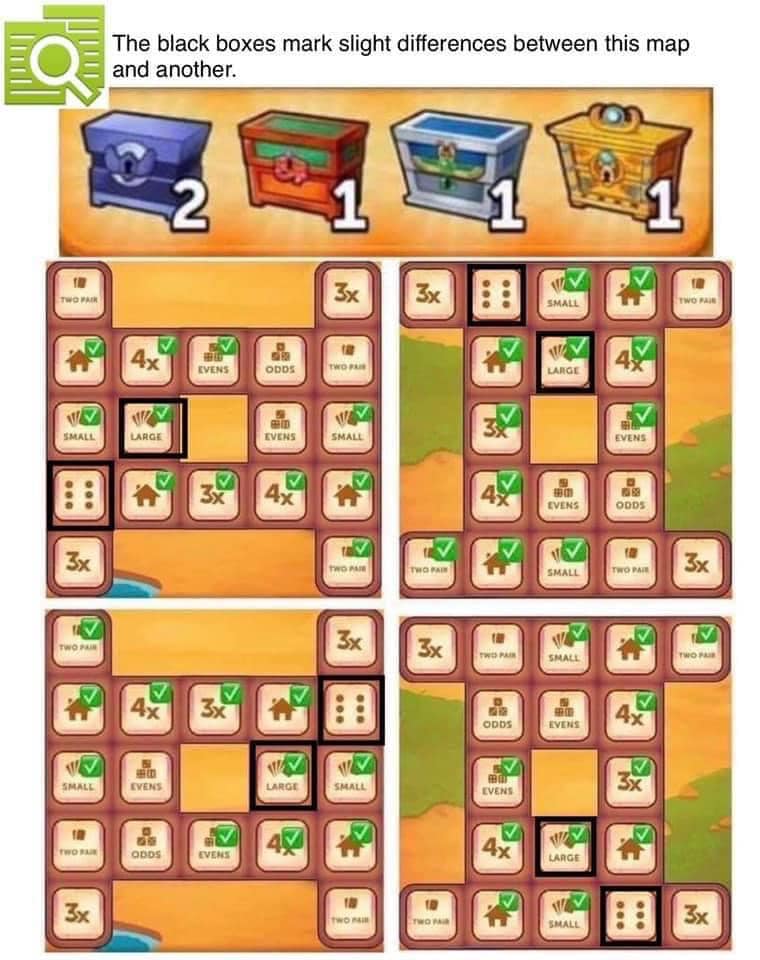 The black boxes mark slight differences between this map
and another.
2 1 1 1
TWO PAIR 3x
4x EVENS ODDS TWO PAIR
SMALL LARGE EVENS SMALL
3x 4x
3x TWO PAIR
3x SMALL TWO PAIR
LARGE 4x
3x EVENS
4x EVENS ODDS
TWO PAIR SMALL TWO PAIR 3x
TWO PAIR 3x
4x 3x
SMALL EVENS LARGE SMALL
TWO PAIR ODDS EVENS 4x
3x TWO PAIR
3x TWO PAIR SMALL TWO PAIR
ODDS EVENS 4x
EVENS 3x
4x LARGE
TWO PAIR SMALL 3x